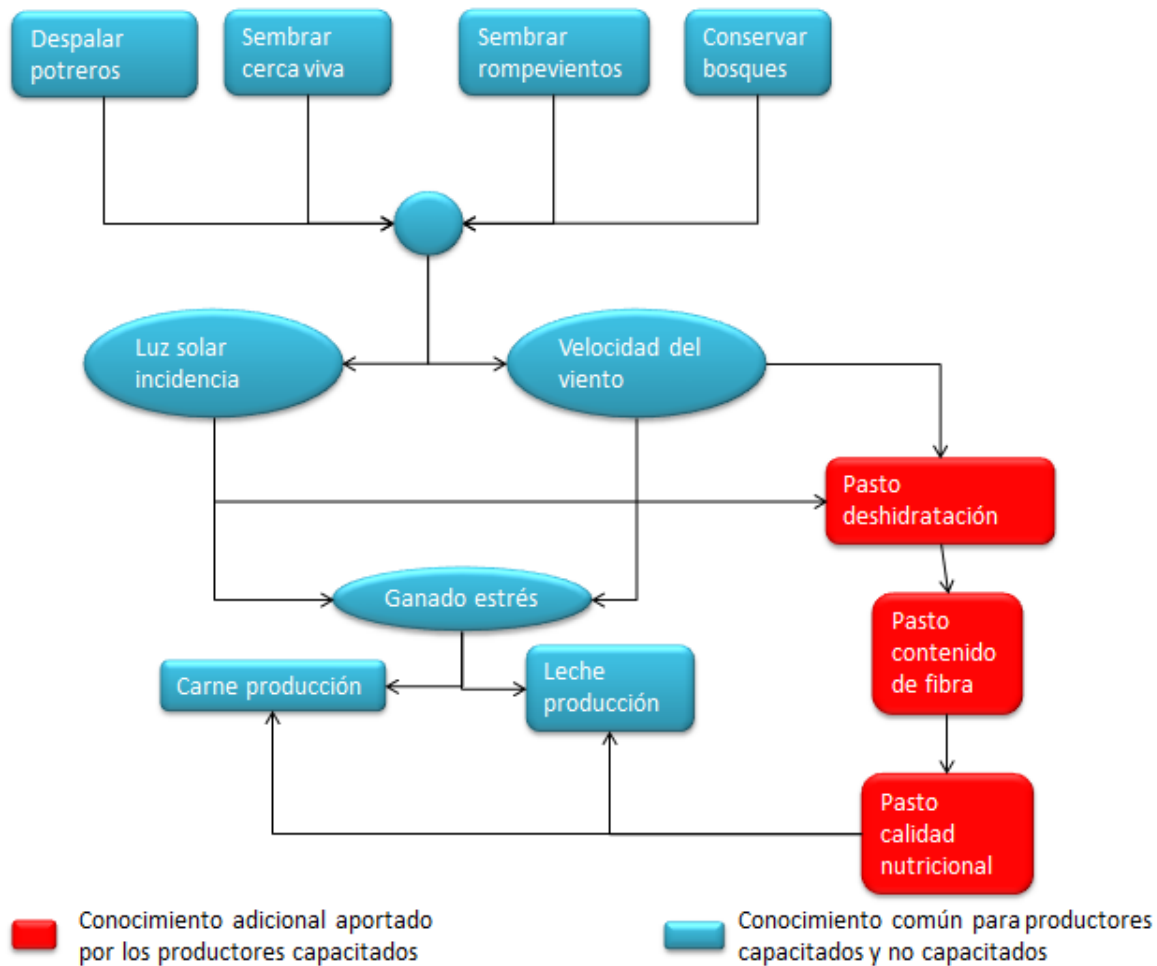 Despalar
potreros
Sembrar
cerca viva
Sembrar
rompevientos
Conservar
bosques
Luz solar
incidencia
Velocidad del
viento
Pasto
deshidratación
Ganado estrés
Pasto
contenido
de fibra
Carne producción
Leche
producción
Pasto
calidad
nutricional
Conocimiento adicional aportado
por los productores capacitados
Conocimiento común para productores
capacitados y no capacitados